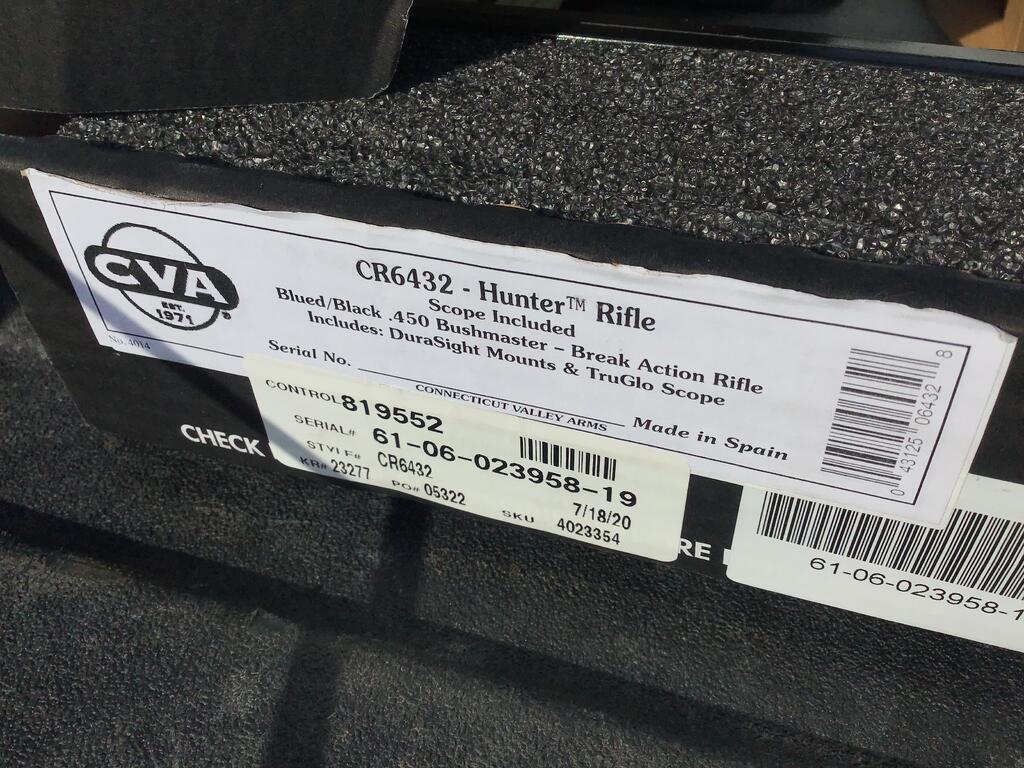 CVA
EST.
1971
No. 4014
CR6432 - Hunter™ Rifle
Scope Included
Blued/Black .450 Bushmaster – Break Action Rifle
Includes: DuraSight Mounts & TruGlo Scope
Serial No.
CONNECTICUT VALLEY ARMS
Made in Spain
0 43125 06432 8
CONTROL 819552
SERIAL# 61-06-023958-19
STYLE# CR6432
7/18/20
KR# 23277 PO# 05322 SKU 4023354
CHECK
RE
61-06-023958-1